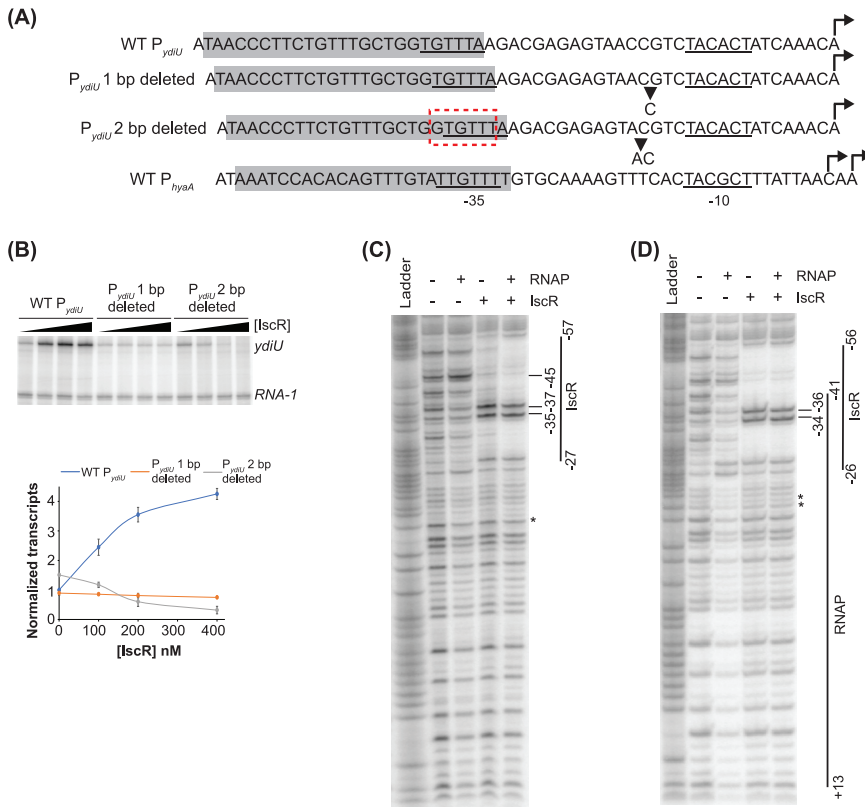 (A)
WT PydiU ATAACCCTTCTGTTTGCTGGTGTTTAAGACGAGAGTAACCGTCTACACTATCAAACA
PydiU 1 bp deleted ATAACCCTTCTGTTTGCTGGTGTTTAAGACGAGAGTAACGTCTACACTATCAAACA
C
PydiU 2 bp deleted ATAACCCTTCTGTTTGCTGGTGTTTAAGACGAGAGTACGTCTACACTATCAAACA
AC
WT PhyaA ATAAATCCACACAGTTTGTATTGTTTTGTGCAAAAGTTTCACTACGCTTTATTAACAA
-35 -10
(B)
WT PydiU
PydiU 1 bp deleted
PydiU 2 bp deleted
[IscR]
ydiU
RNA-1
WT PydiU
PydiU 1 bp deleted
PydiU 2 bp deleted
Normalized transcripts
4
3
2
1
0
0 100 200 300 400
[IscR] nM
(C)
Ladder
- + - + RNAP
- - + + IscR
-57
-45
-37
-35
-27
IscR
*
(D)
Ladder
- + - + RNAP
- - + + IscR
-56
-41
-36
-34
-26
IscR
*
*
RNAP
+13